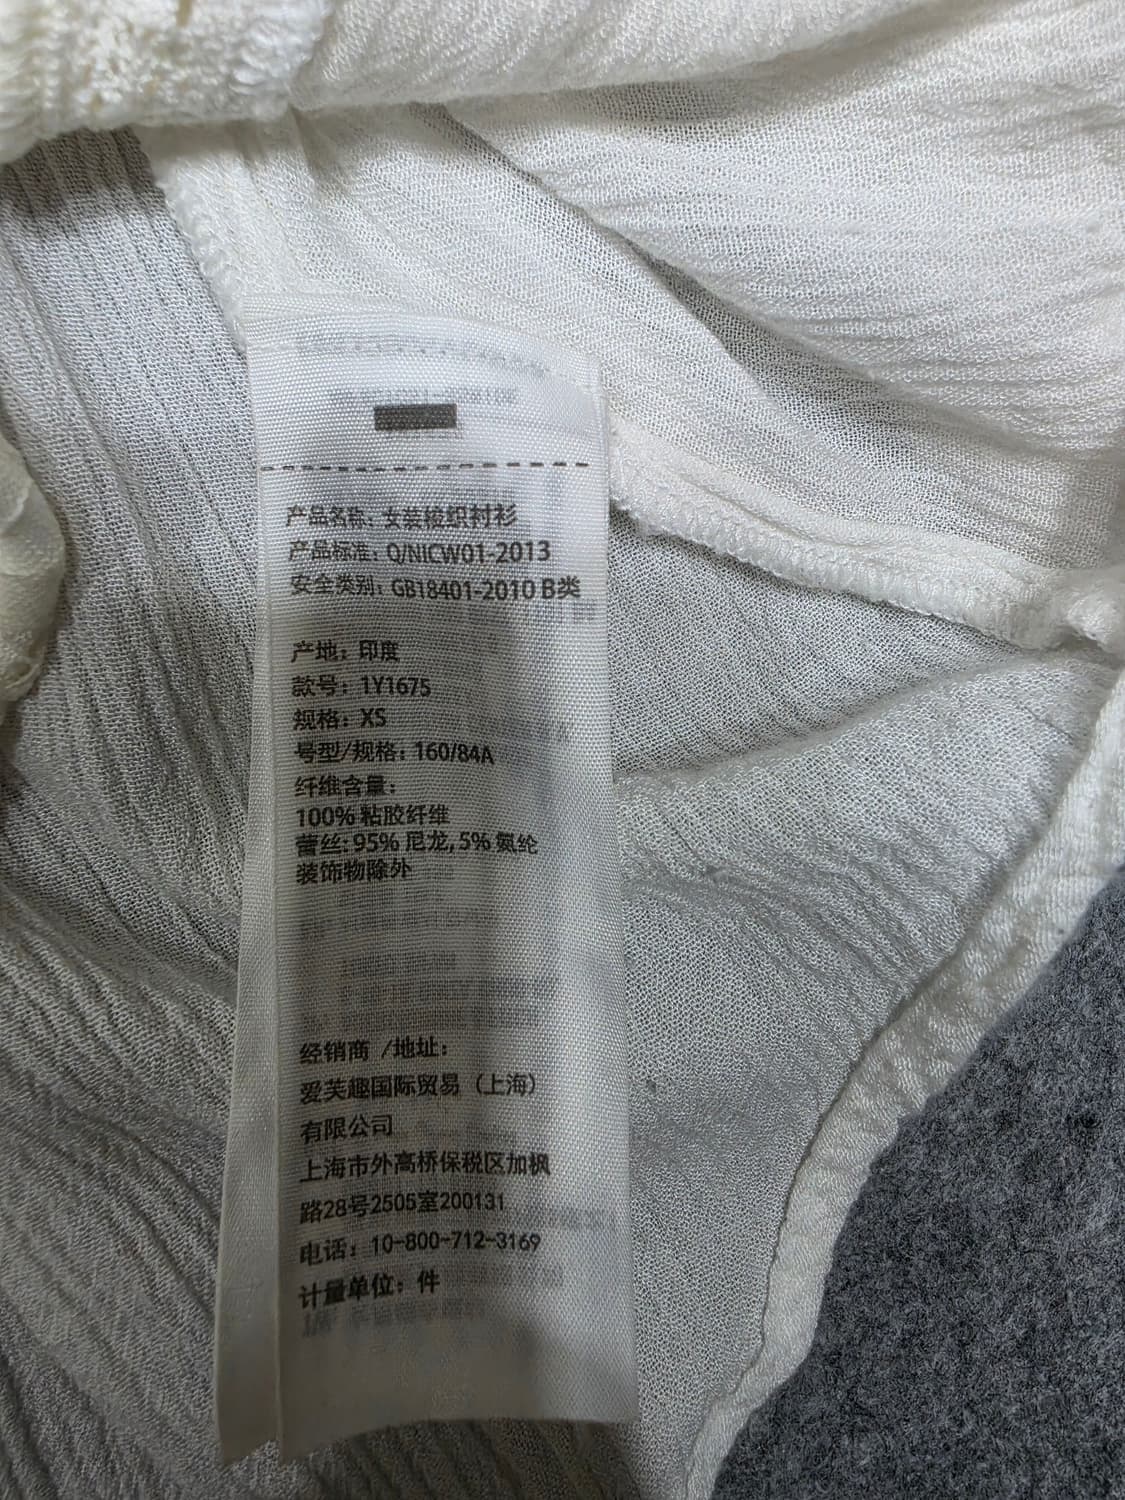 产品名称: 女装梭织衬衫
产品标准: Q/NICW01-2013
安全类别: GB18401-2010 B类
产地: 印度
款号: 1Y1675
规格: XS
号型/规格: 160/84A
纤维含量:
100% 粘胶纤维
蕾丝: 95% 尼龙, 5% 氨纶
装饰物除外
经销商 /地址:
爱芙趣国际贸易（上海）
有限公司
上海市外高桥保税区加枫
路28号2505室200131
电话: 10-800-712-3169
计量单位: 件